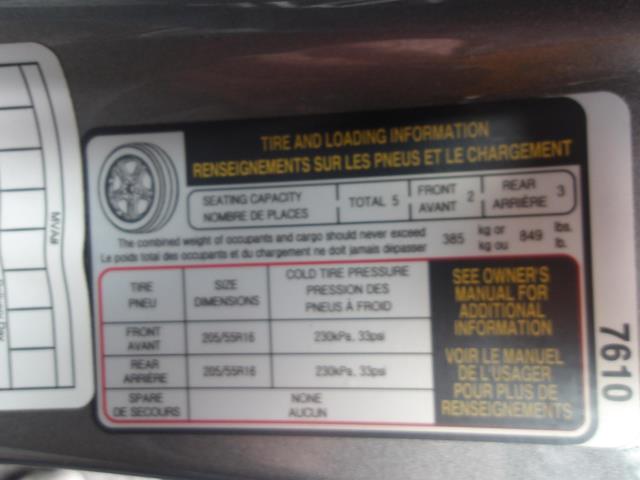 TIRE AND LOADING INFORMATION
RENSEIGNEMENTS SUR LES PNEUS ET LE CHARGEMENT
SEATING CAPACITY
NOMBRE DE PLACES
TOTAL 5
FRONT
AVANT 2
REAR
ARRIÈRE 3
The combined weight of occupants and cargo should never exceed
Le poids total des occupants et du chargement ne doit jamais dépasser
385
kg or
kg ou
849
lbs.
lb.
TIRE
PNEU
SIZE
DIMENSIONS
COLD TIRE PRESSURE
PRESSION DES
PNEUS À FROID
FRONT
AVANT
205/55R16
230kPa, 33psi
REAR
ARRIÈRE
205/55R16
230kPa, 33psi
SPARE
DE SECOURS
NONE
AUCUN
SEE OWNER'S
MANUAL FOR
ADDITIONAL
INFORMATION
VOIR LE MANUEL
DE L'USAGER
POUR PLUS DE
RENSEIGNEMENTS
7610